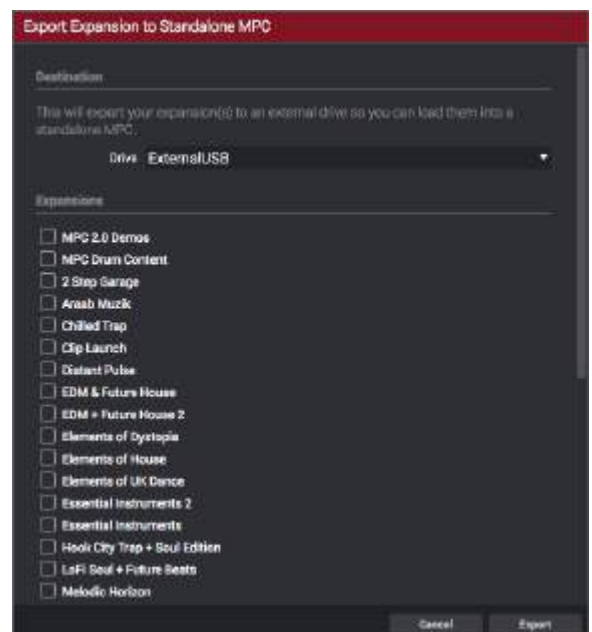 Export Expansion to Standalone MPC
Destination
This will export your expansion(s) to an external drive so you can load them into a
standalone MPC.
Drive ExternalUSB
Expansions
MPC 2.0 Demos
MPC Drum Content
2 Step Garage
Araab Muzik
Chilled Trap
Clip Launch
Distant Pulse
EDM & Future House
EDM + Future House 2
Elements of Dystopia
Elements of House
Elements of UK Dance
Essential Instruments 2
Essential Instruments
Hook City Trap + Soul Edition
LoFi Soul + Future Beats
Melodic Horizon
Cancel Export